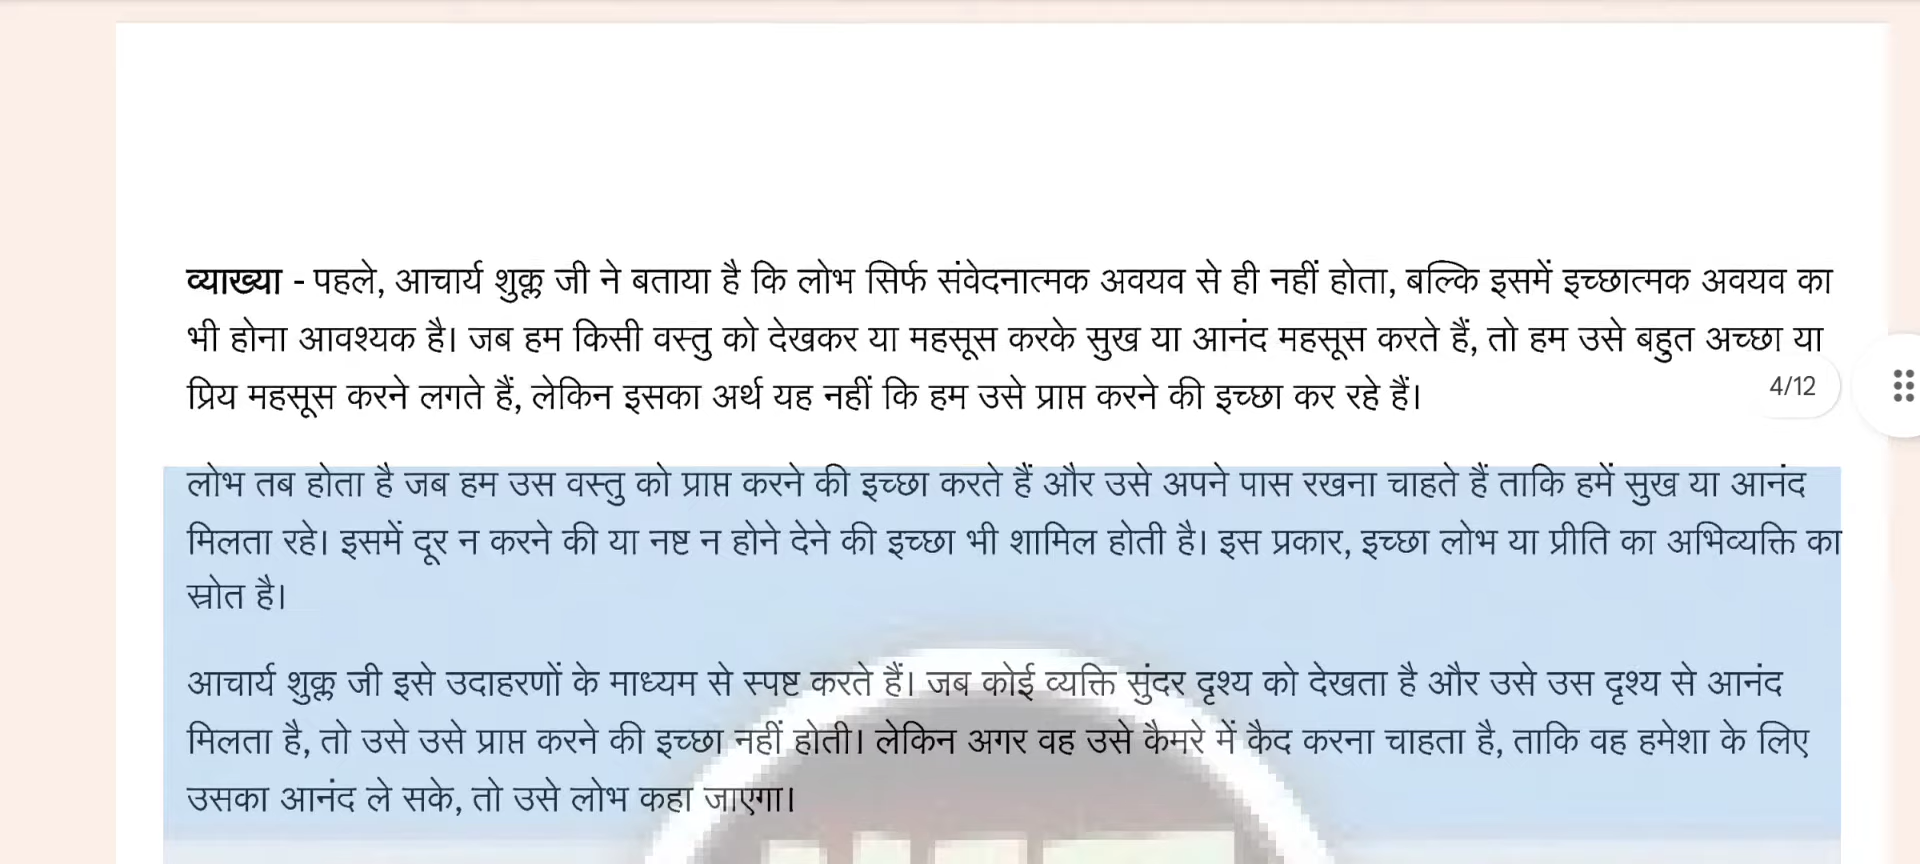 व्याख्या - पहले, आचार्य शुक्ल जी ने बताया है कि लोभ सिर्फ संवेदनात्मक अवयव से ही नहीं होता, बल्कि इसमें इच्छात्मक अवयव का
भी होना आवश्यक है। जब हम किसी वस्तु को देखकर या महसूस करके सुख या आनंद महसूस करते हैं, तो हम उसे बहुत अच्छा या
प्रिय महसूस करने लगते हैं, लेकिन इसका अर्थ यह नहीं कि हम उसे प्राप्त करने की इच्छा कर रहे हैं।
4/12
लोभ तब होता है जब हम उस वस्तु को प्राप्त करने की इच्छा करते हैं और उसे अपने पास रखना चाहते हैं ताकि हमें सुख या आनंद
मिलता रहे। इसमें दूर न करने की या नष्ट न होने देने की इच्छा भी शामिल होती है। इस प्रकार, इच्छा लोभ या प्रीति का अभिव्यक्ति का
स्रोत है।
आचार्य शुक्ल जी इसे उदाहरणों के माध्यम से स्पष्ट करते हैं। जब कोई व्यक्ति सुंदर दृश्य को देखता है और उसे उस दृश्य से आनंद
मिलता है, तो उसे उसे प्राप्त करने की इच्छा नहीं होती। लेकिन अगर वह उसे कैमरे में कैद करना चाहता है, ताकि वह हमेशा के लिए
उसका आनंद ले सके, तो उसे लोभ कहा जाएगा।